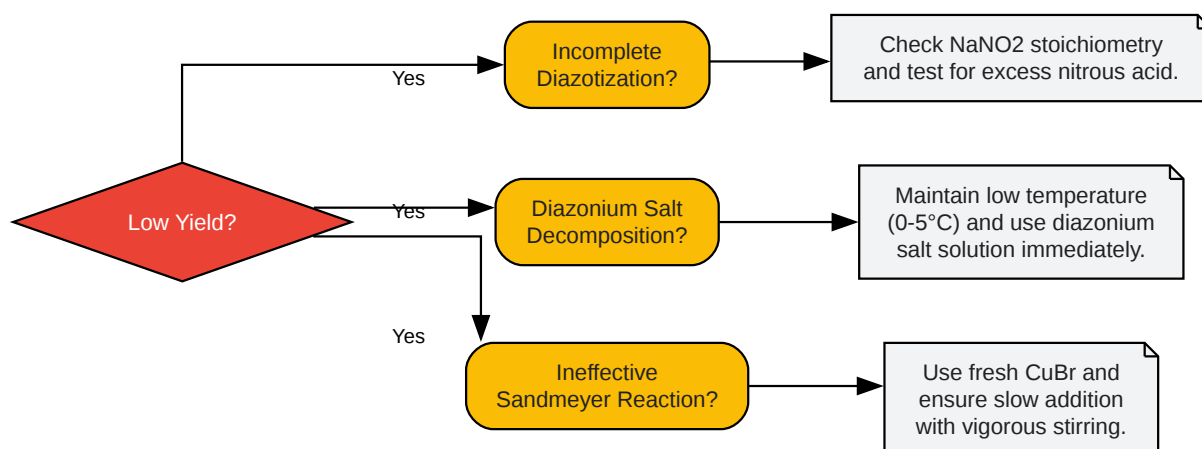 Incomplete
Diazotization?
Check NaNO2 stoichiometry
and test for excess nitrous acid.
Yes
Low Yield?
Yes
Diazonium Salt
Decomposition?
Maintain low temperature
(0-5°C) and use diazonium
salt solution immediately.
Yes
Ineffective
Sandmeyer Reaction?
Use fresh CuBr and
ensure slow addition
with vigorous stirring.